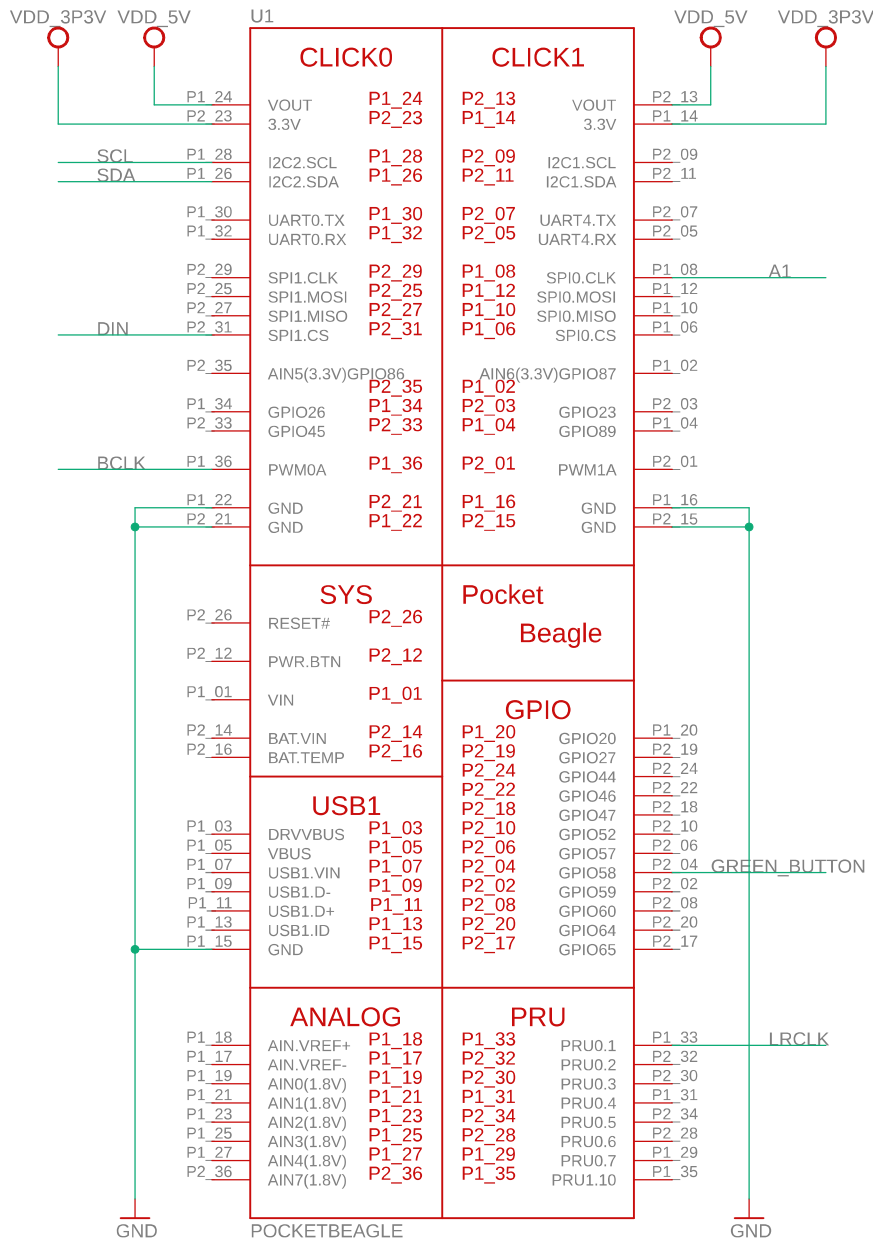 VDD_3P3V VDD_5V U1 VDD_5V VDD_3P3V
CLICK0 CLICK1
P1_24 VOUT P1_24 P2_13 VOUT P2_13
P2_23 3.3V P2_23 P1_14 3.3V P1_14
SCL P1_28 I2C2.SCL P1_28 P2_09 I2C1.SCL P2_09
SDA P1_26 I2C2.SDA P1_26 P2_11 I2C1.SDA P2_11
P1_30 UART0.TX P1_30 P2_07 UART4.TX P2_07
P1_32 UART0.RX P1_32 P2_05 UART4.RX P2_05
P2_29 SPI1.CLK P2_29 P1_08 SPI0.CLK P1_08 A1
P2_25 SPI1.MOSI P2_25 P1_12 SPI0.MOSI P1_12
P2_27 SPI1.MISO P2_27 P1_10 SPI0.MISO P1_10
DIN P2_31 SPI1.CS P2_31 P1_06 SPI0.CS P1_06
P2_35 AIN5(3.3V)GPIO86 AIN6(3.3V)GPIO87 P1_02
P2_35 P1_02
P1_34 GPIO26 P1_34 P2_03 GPIO23 P2_03
P2_33 GPIO45 P2_33 P1_04 GPIO89 P1_04
BCLK P1_36 PWM0A P1_36 P2_01 PWM1A P2_01
P1_22 GND P2_21 P1_16 GND P1_16
P2_21 GND P1_22 P2_15 GND P2_15
SYS Pocket
Beagle
P2_26 RESET# P2_26
P2_12 PWR.BTN P2_12
P1_01 VIN P1_01
GPIO
P2_14 BAT.VIN P2_14 P1_20 GPIO20 P1_20
P2_16 BAT.TEMP P2_16 P2_19 GPIO27 P2_19
P2_24 GPIO44 P2_24
P2_22 GPIO46 P2_22
USB1 P2_18 GPIO47 P2_18
P1_03 DRVVBUS P1_03 P2_10 GPIO52 P2_10
P1_05 VBUS P1_05 P2_06 GPIO57 P2_06
P1_07 USB1.VIN P1_07 P2_04 GPIO58 P2_04 GREEN_BUTTON
P1_09 USB1.D- P1_09 P2_02 GPIO59 P2_02
P1_11 USB1.D+ P1_11 P2_08 GPIO60 P2_08
P1_13 USB1.ID P1_13 P2_20 GPIO64 P2_20
P1_15 GND P1_15 P2_17 GPIO65 P2_17
ANALOG PRU
P1_18 AIN.VREF+ P1_18 P1_33 PRU0.1 P1_33 LRCLK
P1_17 AIN.VREF- P1_17 P2_32 PRU0.2 P2_32
P1_19 AIN0(1.8V) P1_19 P2_30 PRU0.3 P2_30
P1_21 AIN1(1.8V) P1_21 P1_31 PRU0.4 P1_31
P1_23 AIN2(1.8V) P1_23 P2_34 PRU0.5 P2_34
P1_25 AIN3(1.8V) P1_25 P2_28 PRU0.6 P2_28
P1_27 AIN4(1.8V) P1_27 P1_29 PRU0.7 P1_29
P2_36 AIN7(1.8V) P2_36 P1_35 PRU1.10 P1_35
GND POCKETBEAGLE GND